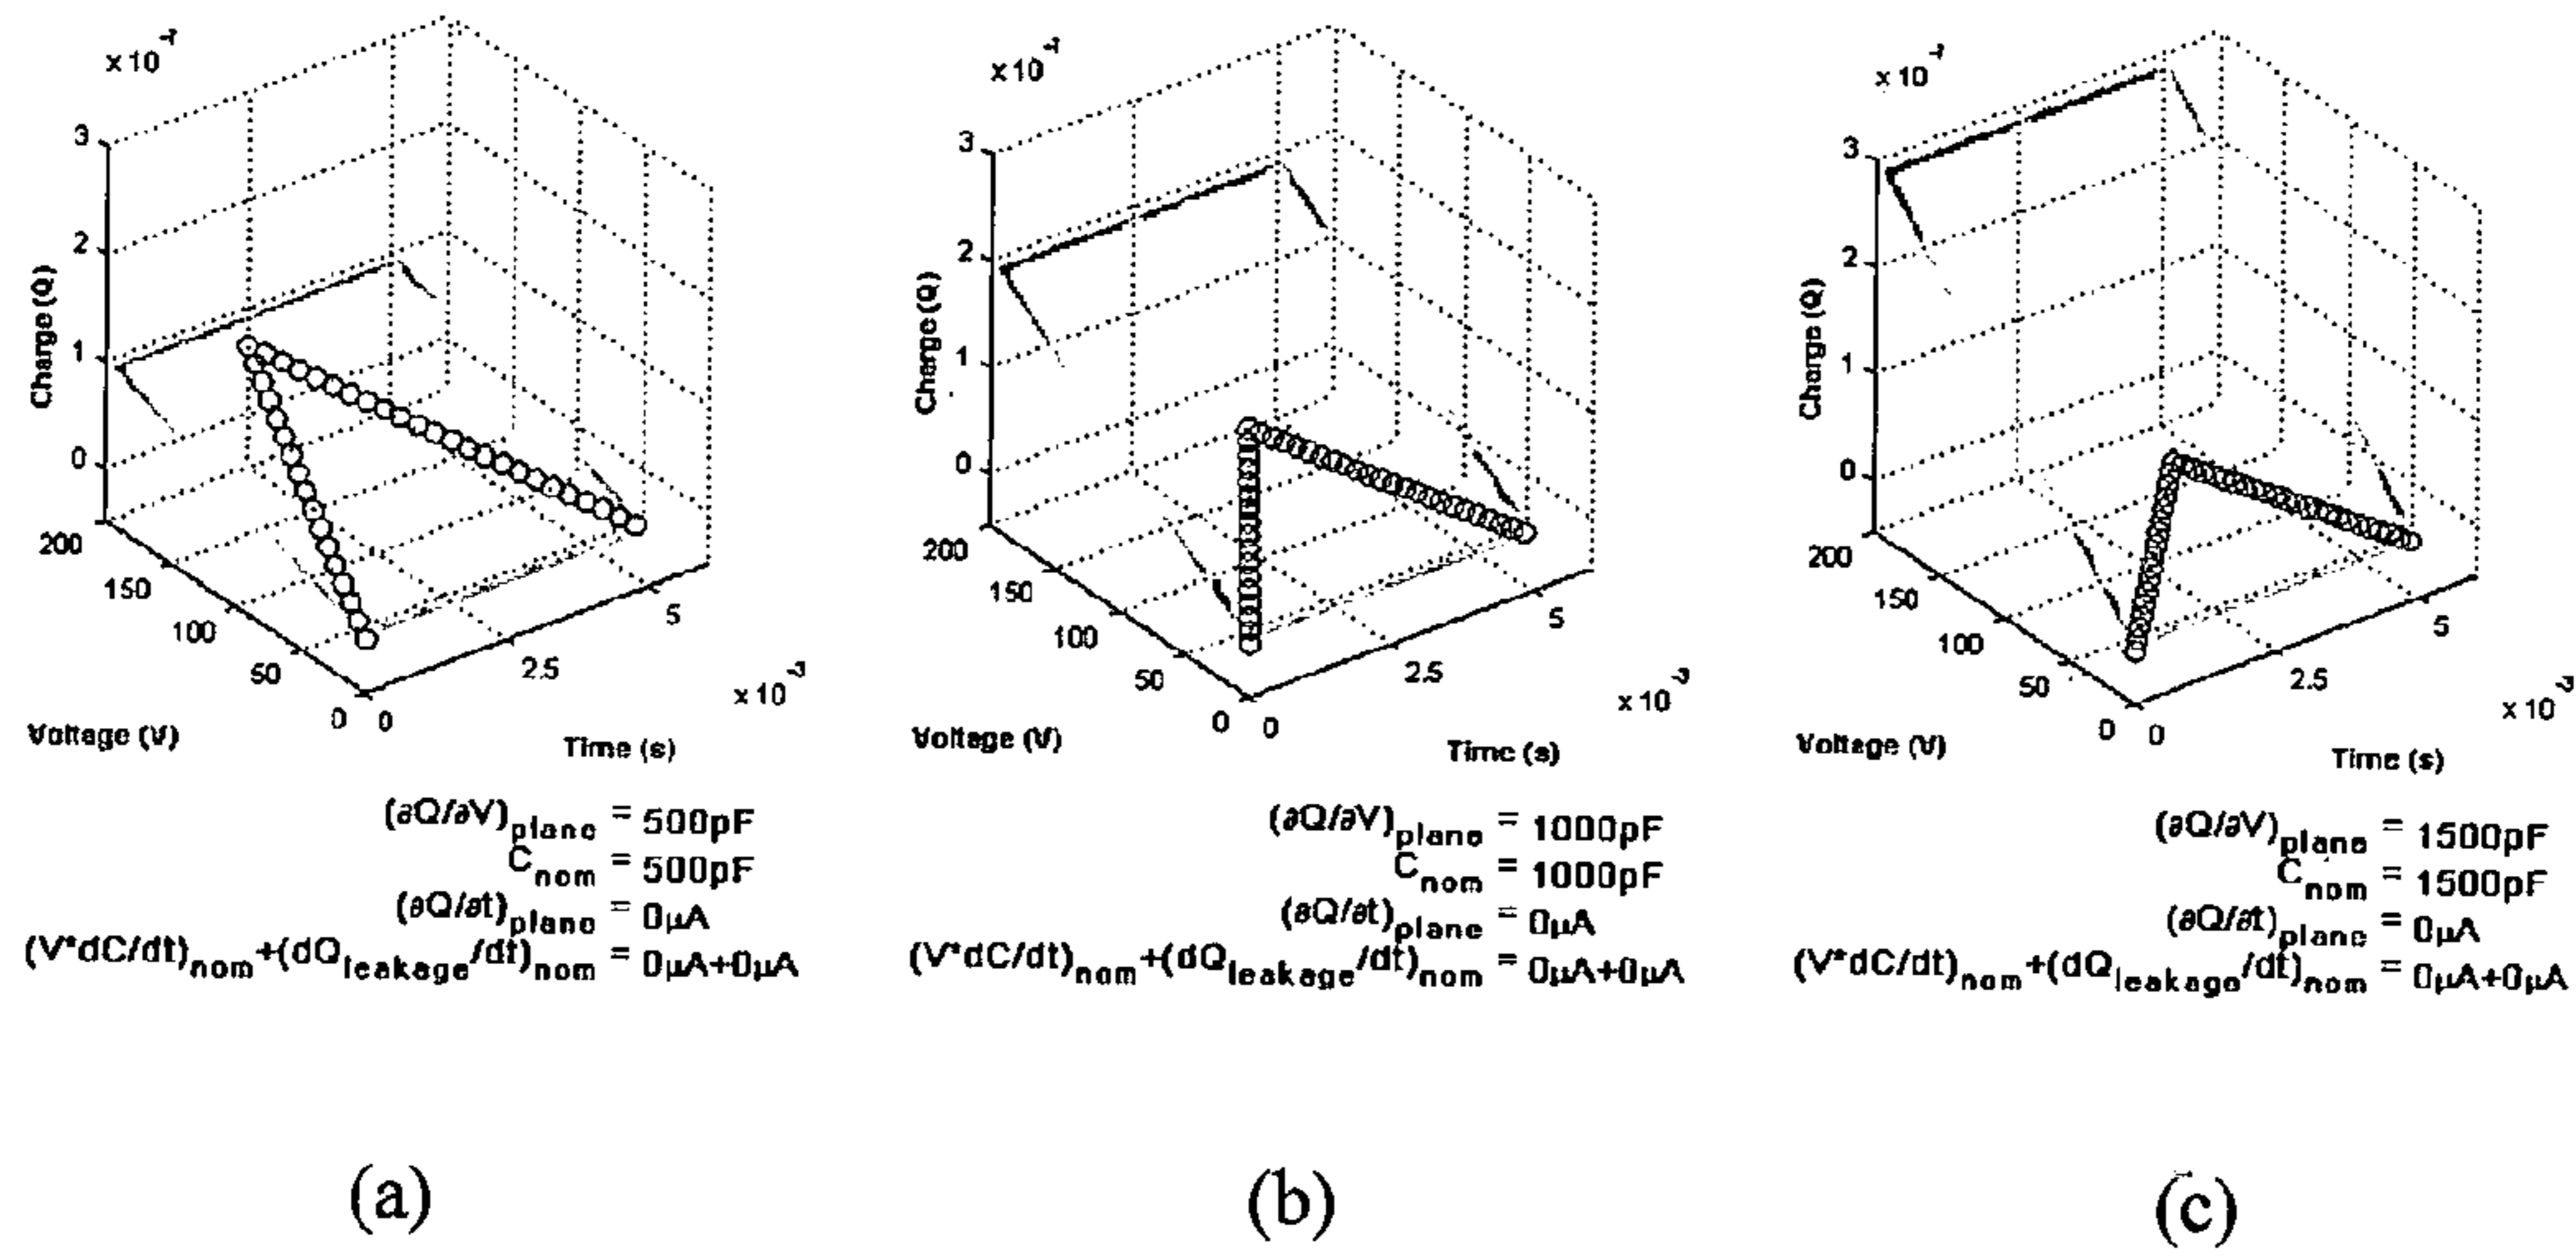 x 10⁻⁷
3
2
1
0
Charge (Q)
200
150
100
50
0
0
2.5
5
x 10⁻³
Voltage (V)
Time (s)
(∂Q/∂V)plane = 500pF
Cnom = 500pF
(∂Q/∂t)plane = 0µA
(V*dC/dt)nom+(dQleakage/dt)nom = 0µA+0µA
(a)
x 10⁻⁷
3
2
1
0
Charge (Q)
200
150
100
50
0
0
2.5
5
x 10⁻³
Voltage (V)
Time (s)
(∂Q/∂V)plane = 1000pF
Cnom = 1000pF
(∂Q/∂t)plane = 0µA
(V*dC/dt)nom+(dQleakage/dt)nom = 0µA+0µA
(b)
x 10⁻⁷
3
2
1
0
Charge (Q)
200
150
100
50
0
0
2.5
5
x 10⁻³
Voltage (V)
Time (s)
(∂Q/∂V)plane = 1500pF
Cnom = 1500pF
(∂Q/∂t)plane = 0µA
(V*dC/dt)nom+(dQleakage/dt)nom = 0µA+0µA
(c)